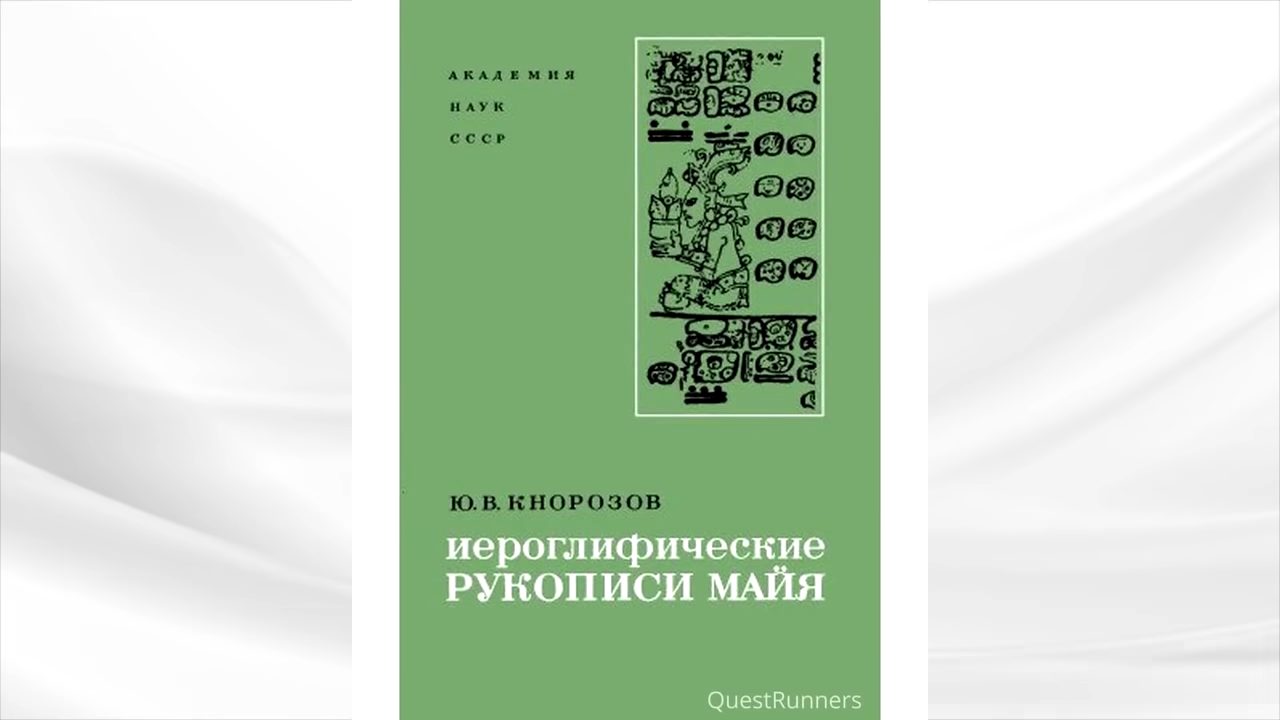 АКАДЕМИЯ
НАУК
СССР
Ю. В. КНОРОЗОВ
иероглифические
РУКОПИСИ МАЙЯ
QuestRunners